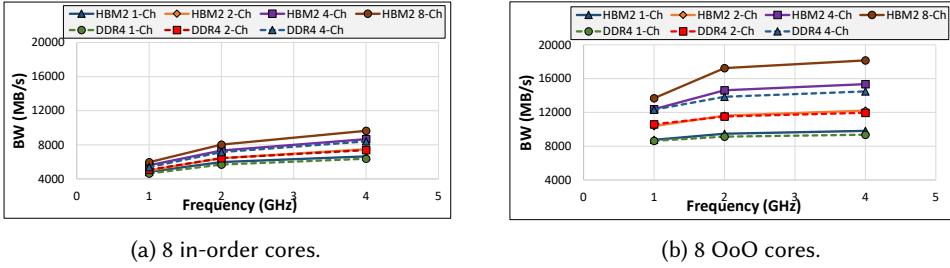 HBM2 1-Ch HBM2 2-Ch HBM2 4-Ch HBM2 8-Ch
DDR4 1-Ch DDR4 2-Ch DDR4 4-Ch
20000
16000
12000
8000
4000
BW (MB/s)
0 1 2 3 4 5
Frequency (GHz)
(a) 8 in-order cores.
HBM2 1-Ch HBM2 2-Ch HBM2 4-Ch HBM2 8-Ch
DDR4 1-Ch DDR4 2-Ch DDR4 4-Ch
20000
16000
12000
8000
4000
BW (MB/s)
0 1 2 3 4 5
Frequency (GHz)
(b) 8 OoO cores.